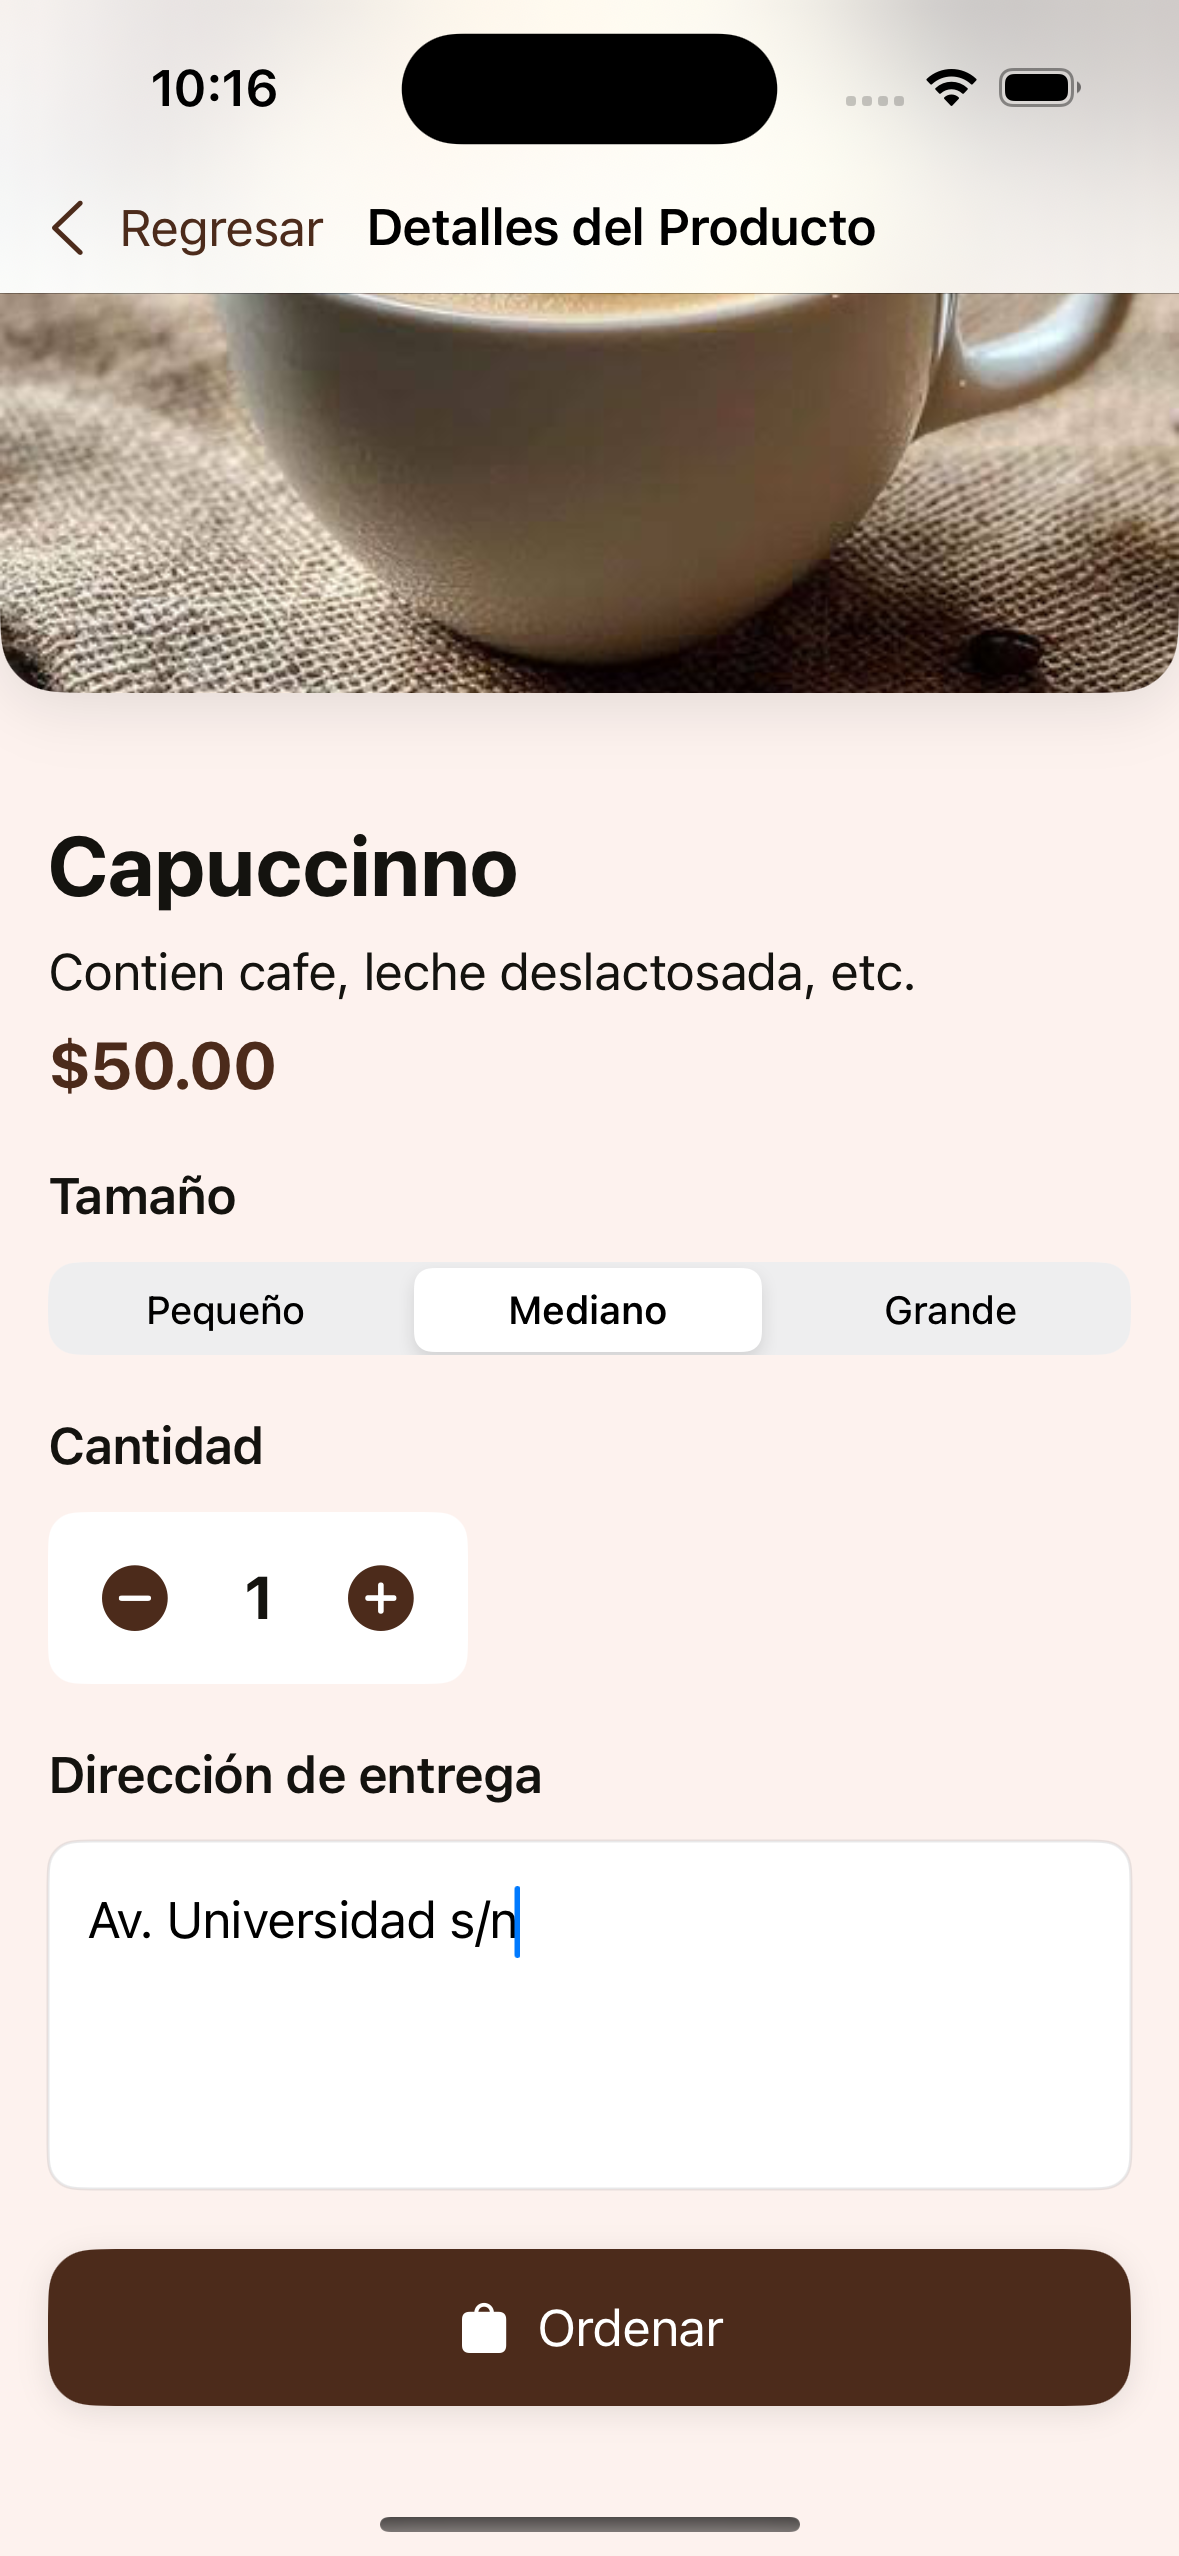 10:16
Regresar Detalles del Producto
Capuccinno
Contien cafe, leche deslactosada, etc.
$50.00
Tamaño
Pequeño Mediano Grande
Cantidad
1
Dirección de entrega
Av. Universidad s/n
Ordenar